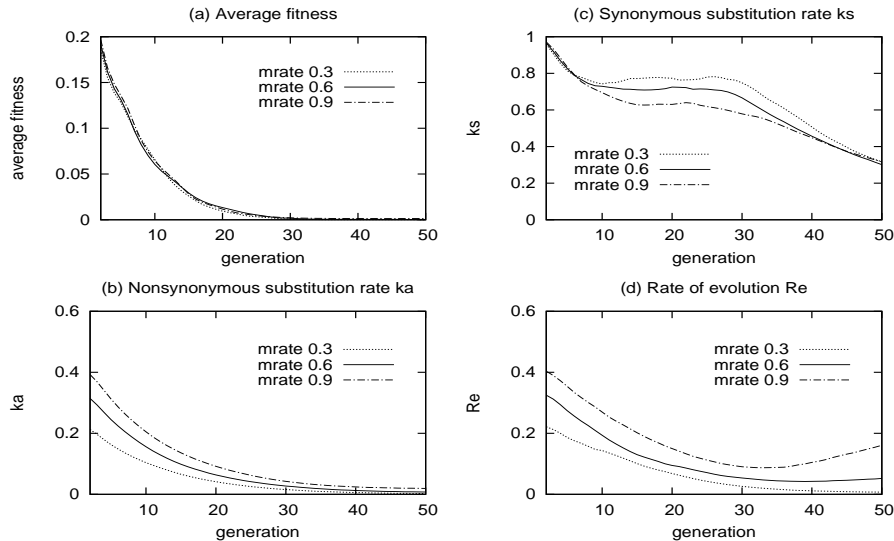 (a) Average fitness
0.2
0.15
0.1
0.05
0
average fitness
mrate 0.3
mrate 0.6
mrate 0.9
10 20 30 40 50
generation
(c) Synonymous substitution rate ks
1
0.8
0.6
0.4
0.2
0
ks
mrate 0.3
mrate 0.6
mrate 0.9
10 20 30 40 50
generation
(b) Nonsynonymous substitution rate ka
0.6
0.4
0.2
0
ka
mrate 0.3
mrate 0.6
mrate 0.9
10 20 30 40 50
generation
(d) Rate of evolution Re
0.6
0.4
0.2
0
Re
mrate 0.3
mrate 0.6
mrate 0.9
10 20 30 40 50
generation